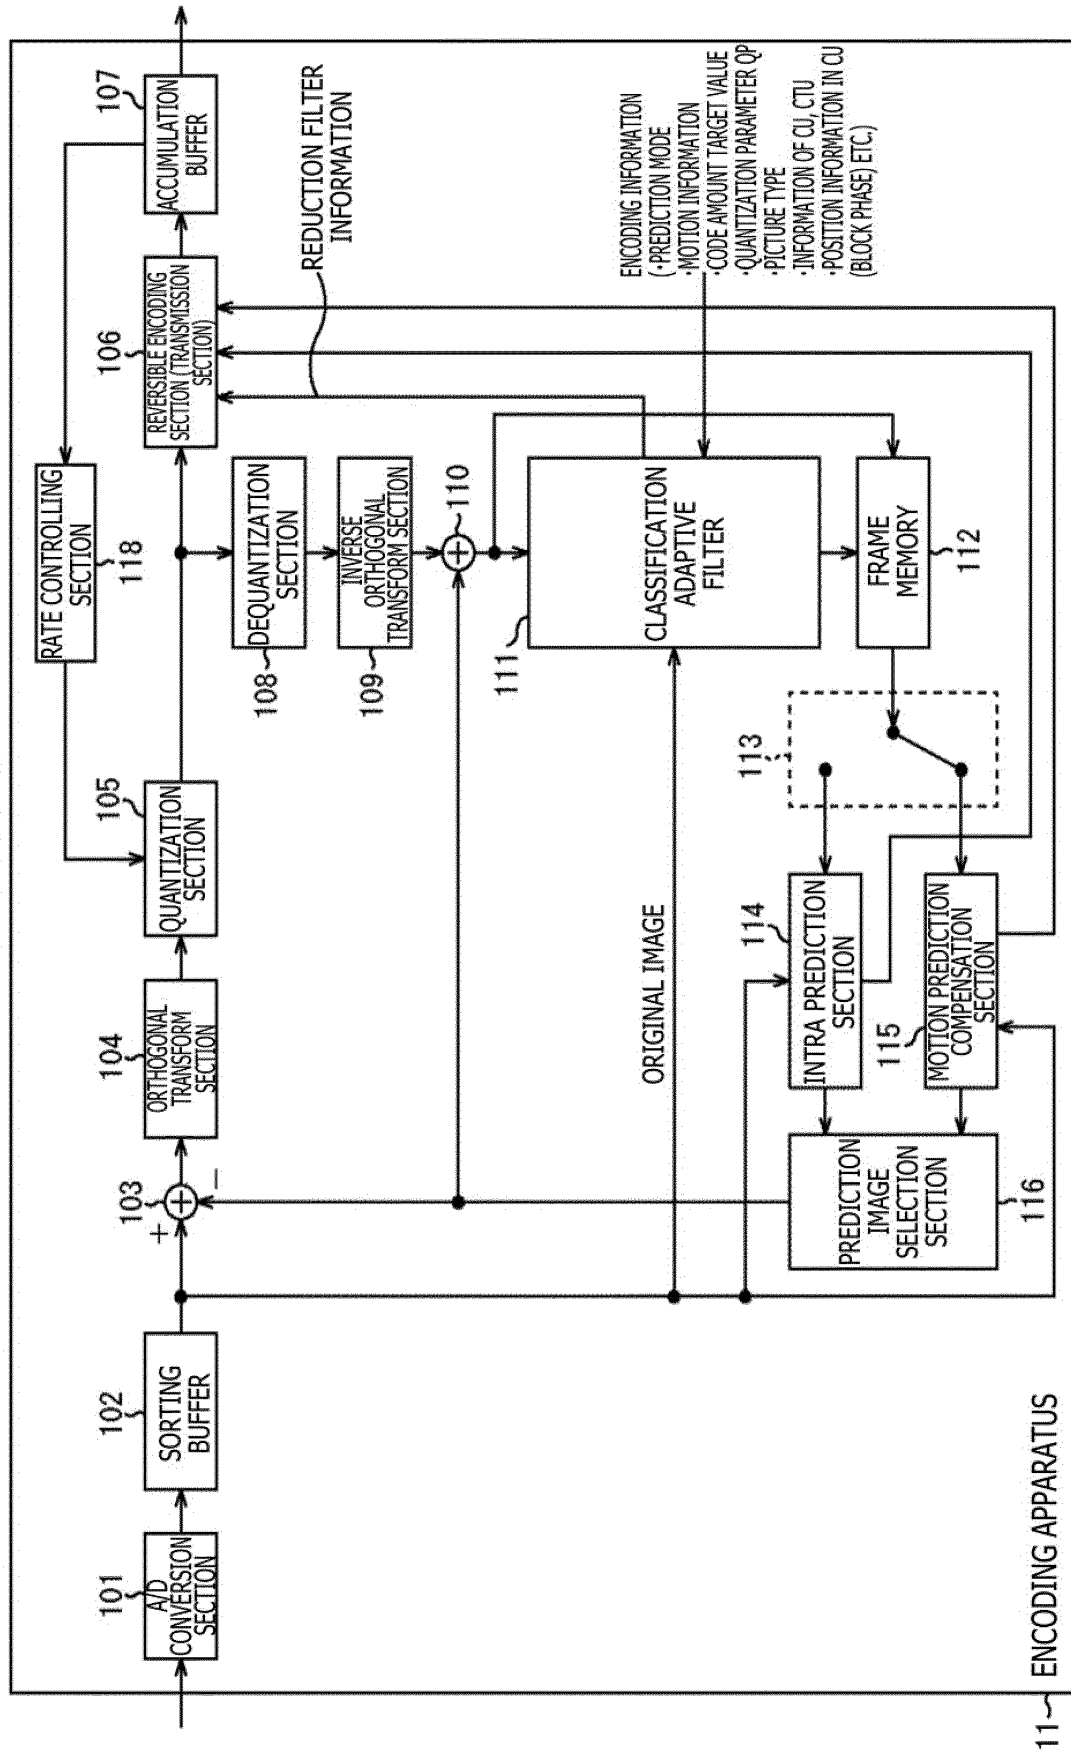 11
ENCODING APPARATUS
101
A/D
CONVERSION
SECTION
102
SORTING
BUFFER
103
+
−
104
ORTHOGONAL
TRANSFORM
SECTION
105
QUANTIZATION
SECTION
RATE CONTROLLING
SECTION
118
106
REVERSIBLE ENCODING
SECTION (TRANSMISSION
SECTION)
107
ACCUMULATION
BUFFER
REDUCTION FILTER
INFORMATION
108
DEQUANTIZATION
SECTION
109
INVERSE
ORTHOGONAL
TRANSFORM SECTION
110
111
CLASSIFICATION
ADAPTIVE
FILTER
ENCODING INFORMATION
(・PREDICTION MODE
・MOTION INFORMATION
・CODE AMOUNT TARGET VALUE
・QUANTIZATION PARAMETER QP
・PICTURE TYPE
・INFORMATION OF CU, CTU
・POSITION INFORMATION IN CU
(BLOCK PHASE) ETC.)
ORIGINAL IMAGE
FRAME
MEMORY
112
113
114
INTRA PREDICTION
SECTION
115
MOTION PREDICTION
COMPENSATION
SECTION
PREDICTION
IMAGE
SELECTION
SECTION
116